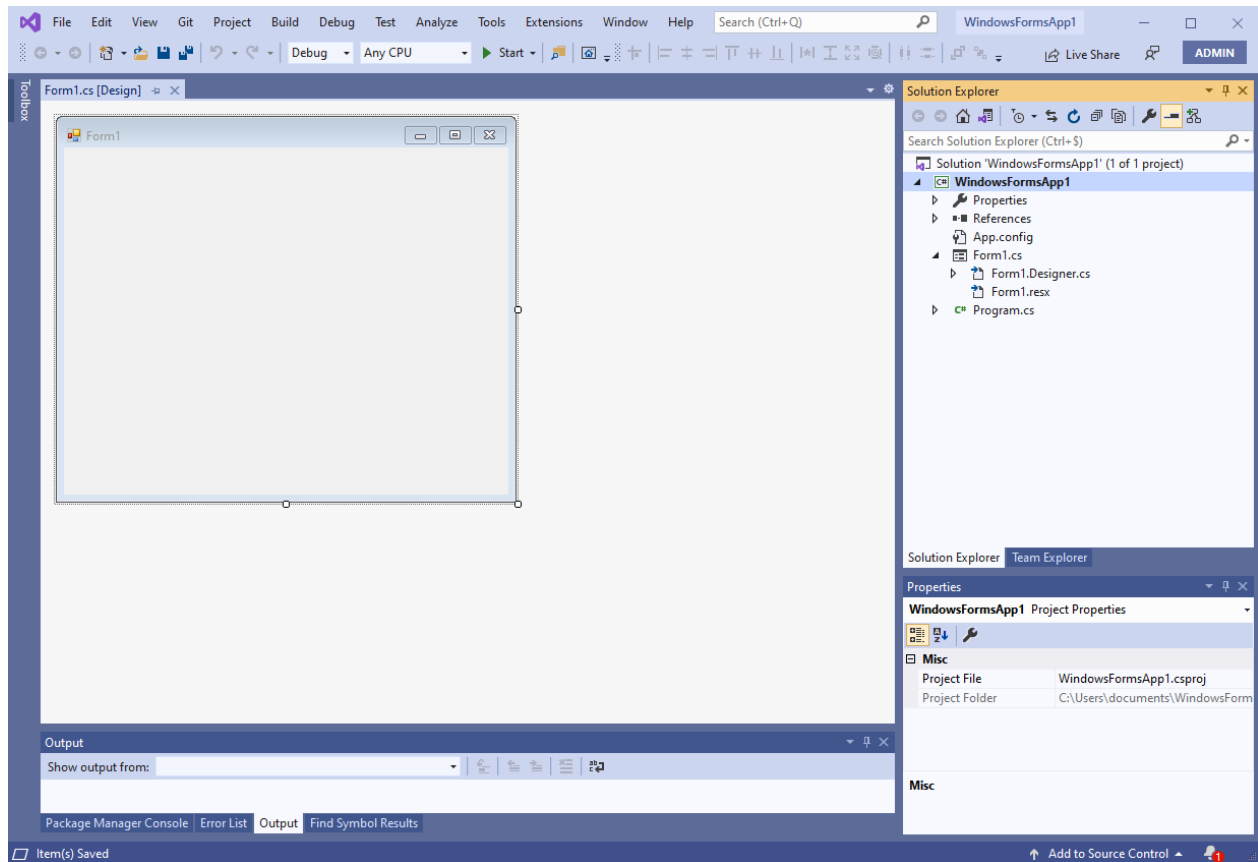 File Edit View Git Project Build Debug Test Analyze Tools Extensions Window Help Search (Ctrl+Q) WindowsFormsApp1
Debug Any CPU Start Live Share ADMIN
Toolbox
Form1.cs [Design]
Form1
Solution Explorer
Search Solution Explorer (Ctrl+$)
Solution 'WindowsFormsApp1' (1 of 1 project)
C# WindowsFormsApp1
Properties
References
App.config
Form1.cs
Form1.Designer.cs
Form1.resx
C# Program.cs
Solution Explorer Team Explorer
Properties
WindowsFormsApp1 Project Properties
Misc
Project File WindowsFormsApp1.csproj
Project Folder C:\Users\documents\WindowsForm
Misc
Output
Show output from:
Package Manager Console Error List Output Find Symbol Results
Item(s) Saved Add to Source Control 1